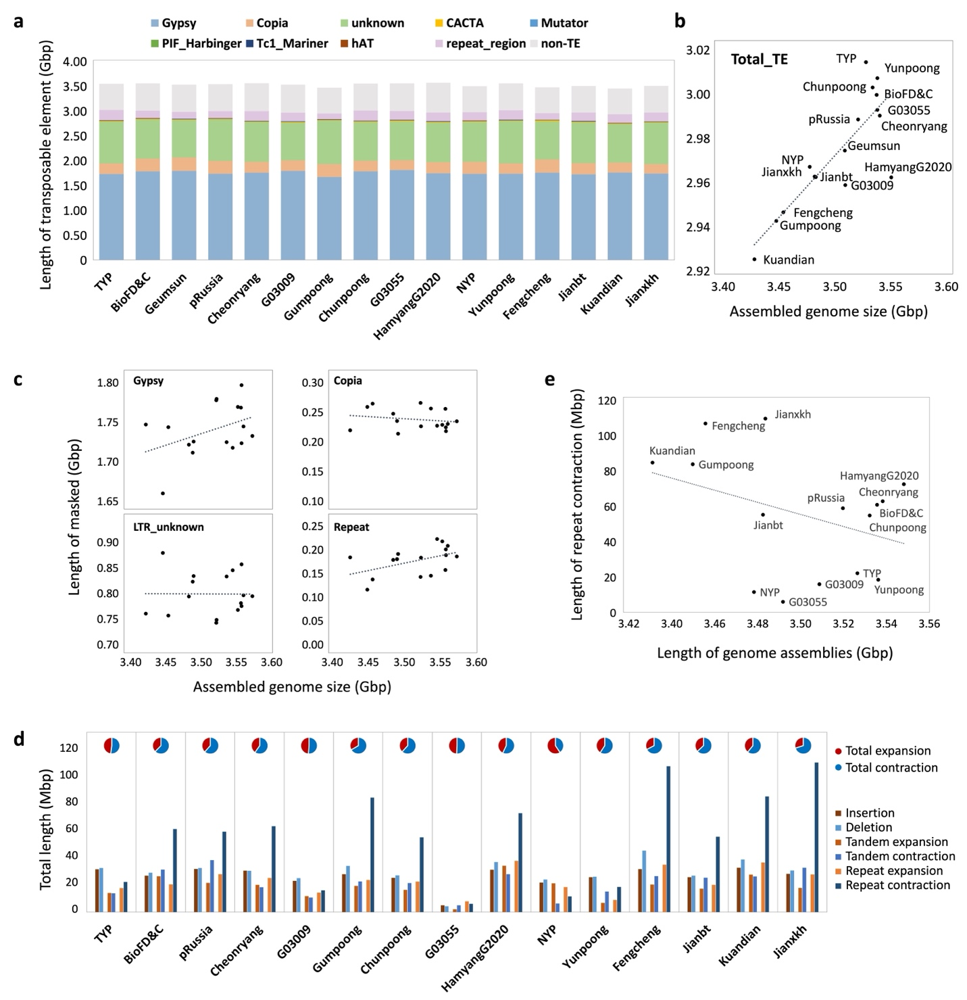 a
Gypsy Copia unknown CACTA Mutator
PIF_Harbinger Tc1_Mariner hAT repeat_region non-TE
Length of transposable element (Gbp)
4.00
3.50
3.00
2.50
2.00
1.50
1.00
0.50
0
TYP BioFD&C Geumsun pRussia Cheonryang G03009 Gumpoong Chunpoong G03055 HamyangG2020 NYP Yunpoong Fengcheng Jianbt Kuandian Jianxkh
b
Total_TE
3.02
3.00
2.98
2.96
2.94
2.92
TYP
Yunpoong
Chunpoong
BioFD&C
G03055
pRussia
Cheonryang
Geumsun
NYP
HamyangG2020
Jianxkh
Jianbt
G03009
Fengcheng
Gumpoong
Kuandian
3.40 3.45 3.50 3.55 3.60
Assembled genome size (Gbp)
c
Length of masked (Gbp)
Gypsy
1.80
1.75
1.70
1.65
Copia
0.30
0.25
0.20
0.15
0.10
LTR_unknown
0.90
0.85
0.80
0.75
0.70
3.40 3.45 3.50 3.55 3.60
Repeat
0.25
0.20
0.15
0.10
0.05
0.00
3.40 3.45 3.50 3.55 3.60
Assembled genome size (Gbp)
e
Length of repeat contraction (Mbp)
120
100
80
60
40
20
0
Jianxkh
Fengcheng
Kuandian
Gumpoong
HamyangG2020
Cheonryang
pRussia
BioFD&C
Jianbt
Chunpoong
TYP
G03009
Yunpoong
NYP
G03055
3.42 3.40 3.46 3.48 3.50 3.52 3.54 3.56
Length of genome assemblies (Gbp)
d
Total length (Mbp)
120
100
80
60
40
20
0
TYP BioFD&C pRussia Cheonryang G03009 Gumpoong Chunpoong G03055 HamyangG2020 NYP Yunpoong Fengcheng Jianbt Kuandian Jianxkh
Total expansion
Total contraction
Insertion
Deletion
Tandem expansion
Tandem contraction
Repeat expansion
Repeat contraction